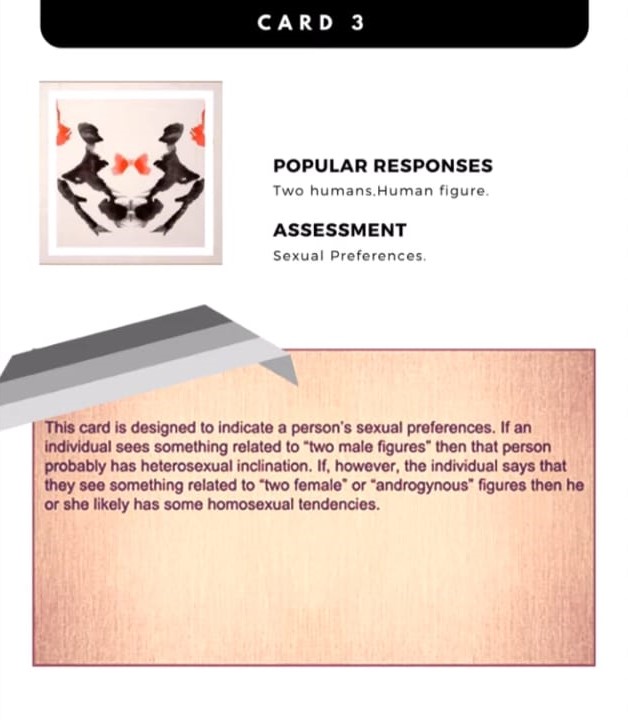 CARD 3
POPULAR RESPONSES
Two humans.Human figure.
ASSESSMENT
Sexual Preferences.
This card is designed to indicate a person's sexual preferences. If an
individual sees something related to "two male figures" then that person
probably has heterosexual inclination. If, however, the individual says that
they see something related to "two female" or "androgynous" figures then he
or she likely has some homosexual tendencies.